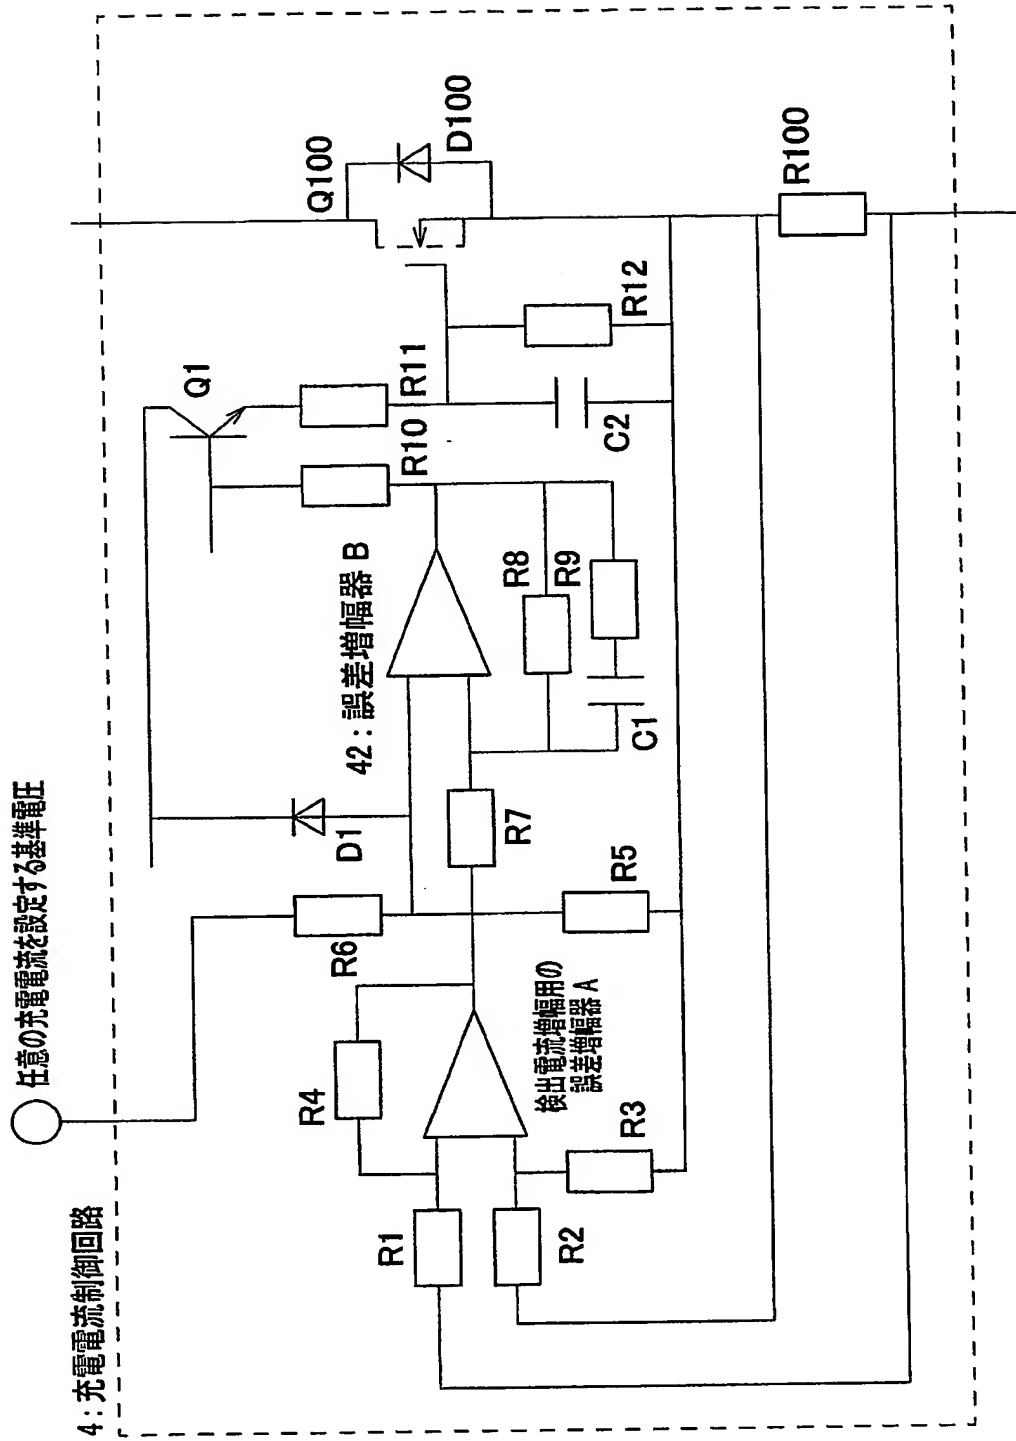 任意の充電電流を設定する基準電圧
4：充電電流制御回路
Q100
D100
Q1
R11
R10
R12
C2
R100
42：誤差増幅器 B
R8
R9
C1
D1
R7
R6
R5
R4
検出電流増幅用の
誤差増幅器 A
R3
R1
R2